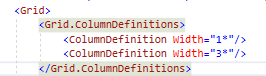 <Grid>
<Grid.ColumnDefinitions>
<ColumnDefinition Width="1*"/>
<ColumnDefinition Width="3*"/>
</Grid.ColumnDefinitions>